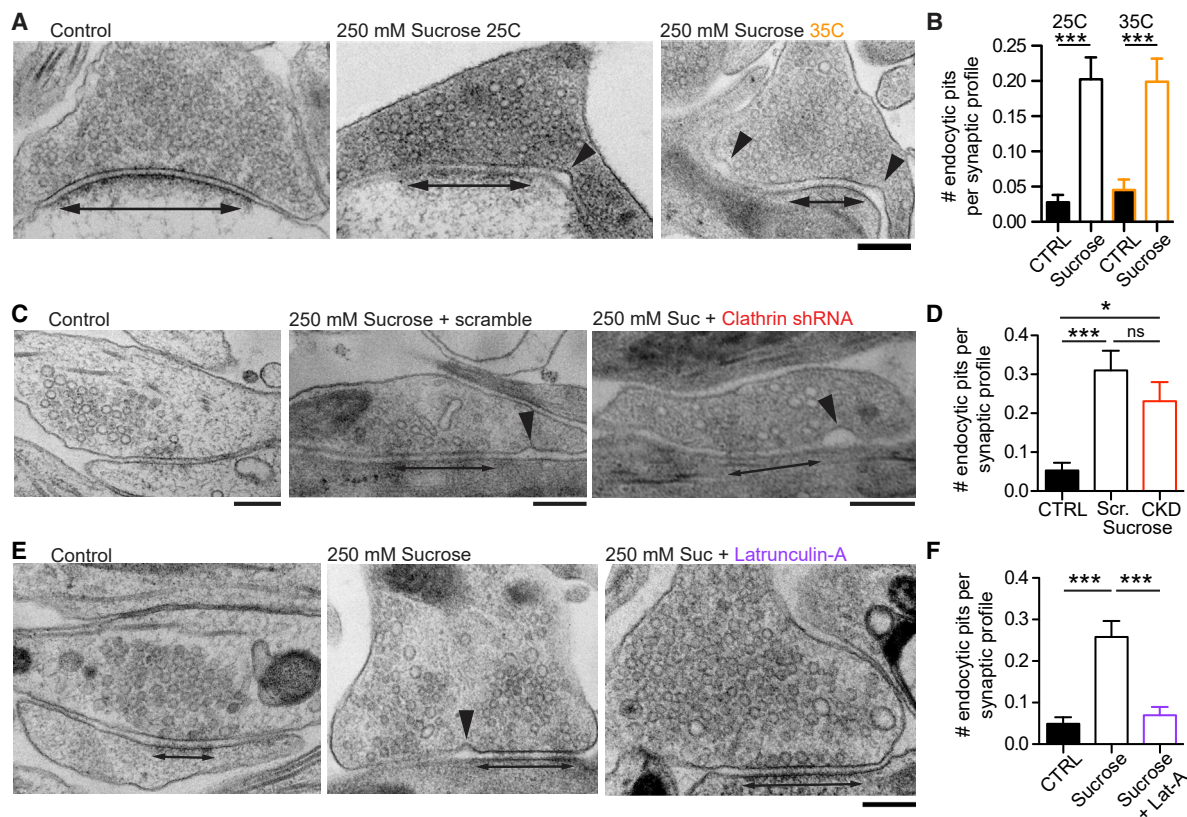 A
Control
250 mM Sucrose 25C
250 mM Sucrose 35C
B
25C 35C
*** ***
# endocytic pits
per synaptic profile
0.25
0.20
0.15
0.10
0.05
0.00
CTRL
Sucrose
CTRL
Sucrose
C
Control
250 mM Sucrose + scramble
250 mM Suc + Clathrin shRNA
D
*
*** ns
# endocytic pits per
synaptic profile
0.4
0.3
0.2
0.1
0.0
CTRL Scr. CKD
Sucrose
E
Control
250 mM Sucrose
250 mM Suc + Latrunculin-A
F
*** ***
# endocytic pits per
synaptic profile
0.4
0.3
0.2
0.1
0.0
CTRL
Sucrose
Sucrose
+ Lat-A